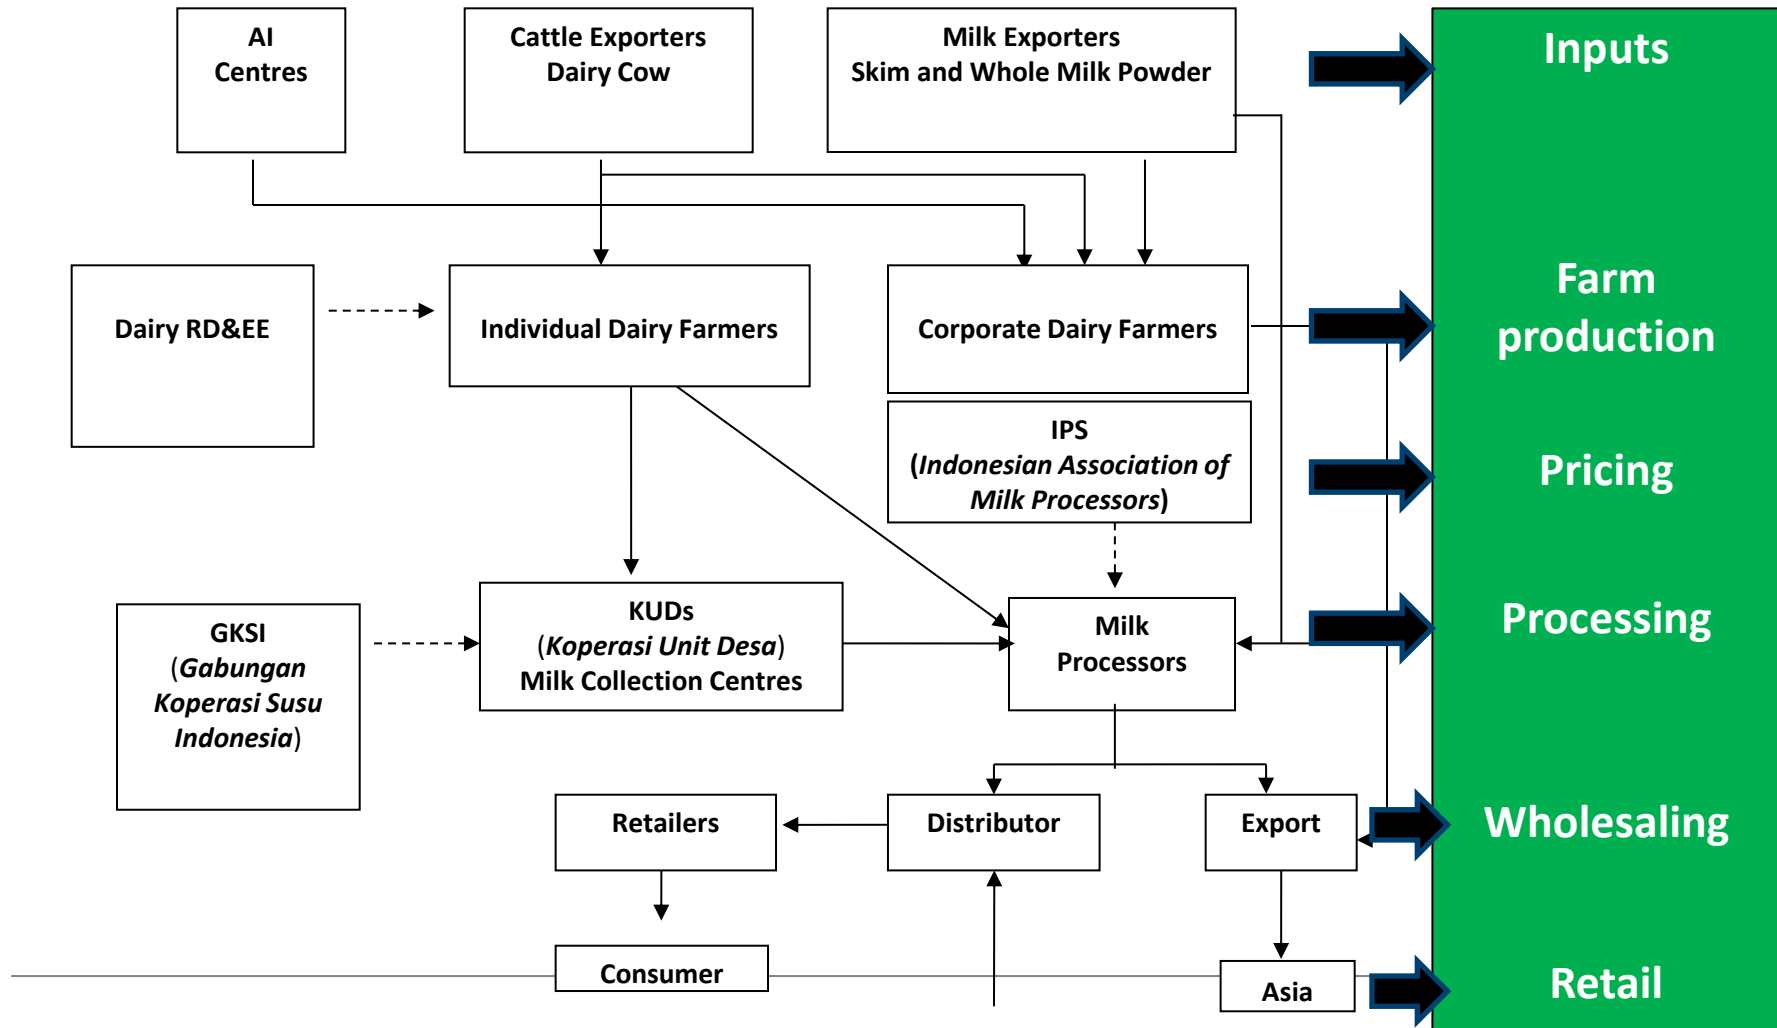 AI
Centres
Cattle Exporters
Dairy Cow
Milk Exporters
Skim and Whole Milk Powder
Inputs
Dairy RD&EE
Individual Dairy Farmers
Corporate Dairy Farmers
Farm
production
IPS
(Indonesian Association of
Milk Processors)
Pricing
GKSI
(Gabungan
Koperasi Susu
Indonesia)
KUDs
(Koperasi Unit Desa)
Milk Collection Centres
Milk
Processors
Processing
Retailers
Distributor
Export
Wholesaling
Consumer
Asia
Retail